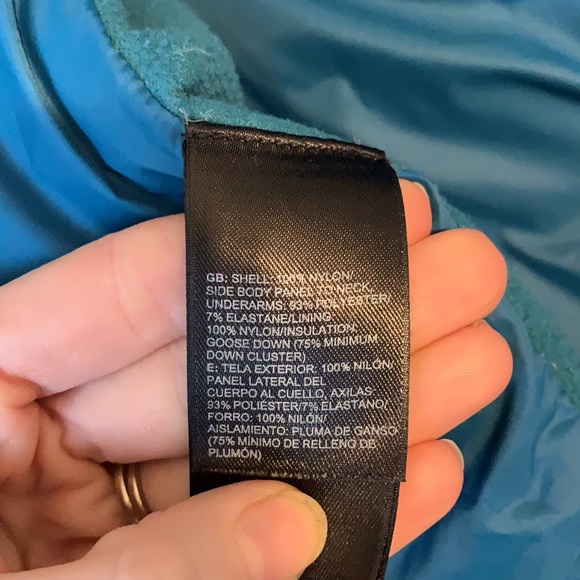 GB: SHELL: 100% NYLON/
SIDE BODY PANEL TO NECK,
UNDERARMS: 93% POLYESTER/
7% ELASTANE/LINING:
100% NYLON/INSULATION:
GOOSE DOWN (75% MINIMUM
DOWN CLUSTER)
E: TELA EXTERIOR: 100% NILÓN/
PANEL LATERAL DEL
CUERPO AL CUELLO, AXILAS:
93% POLIÉSTER/7% ELASTANO/
FORRO: 100% NILÓN/
AISLAMIENTO: PLUMA DE GANSO
(75% MÍNIMO DE RELLENO DE
PLUMÓN)